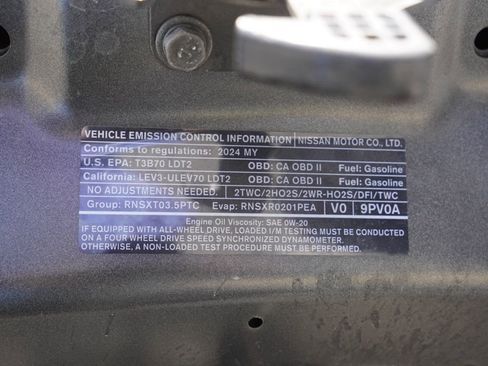 VEHICLE EMISSION CONTROL INFORMATION NISSAN MOTOR CO., LTD.
Conforms to regulations: 2024 MY
U.S. EPA: T3B70 LDT2 OBD: CA OBD II Fuel: Gasoline
California: LEV3-ULEV70 LDT2 OBD: CA OBD II Fuel: Gasoline
NO ADJUSTMENTS NEEDED. 2TWC/2HO2S/2WR-HO2S/DFI/TWC
Group: RNSXT03.5PTC Evap: RNSXR0201PEA V0 9PV0A
Engine Oil Viscosity: SAE 0W-20
IF EQUIPPED WITH ALL-WHEEL DRIVE, LOADED I/M TESTING MUST BE CONDUCTED
ON A FOUR WHEEL DRIVE SPEED SYNCHRONIZED DYNAMOMETER.
OTHERWISE, A NON-LOADED TEST PROCEDURE MUST BE PERFORMED.